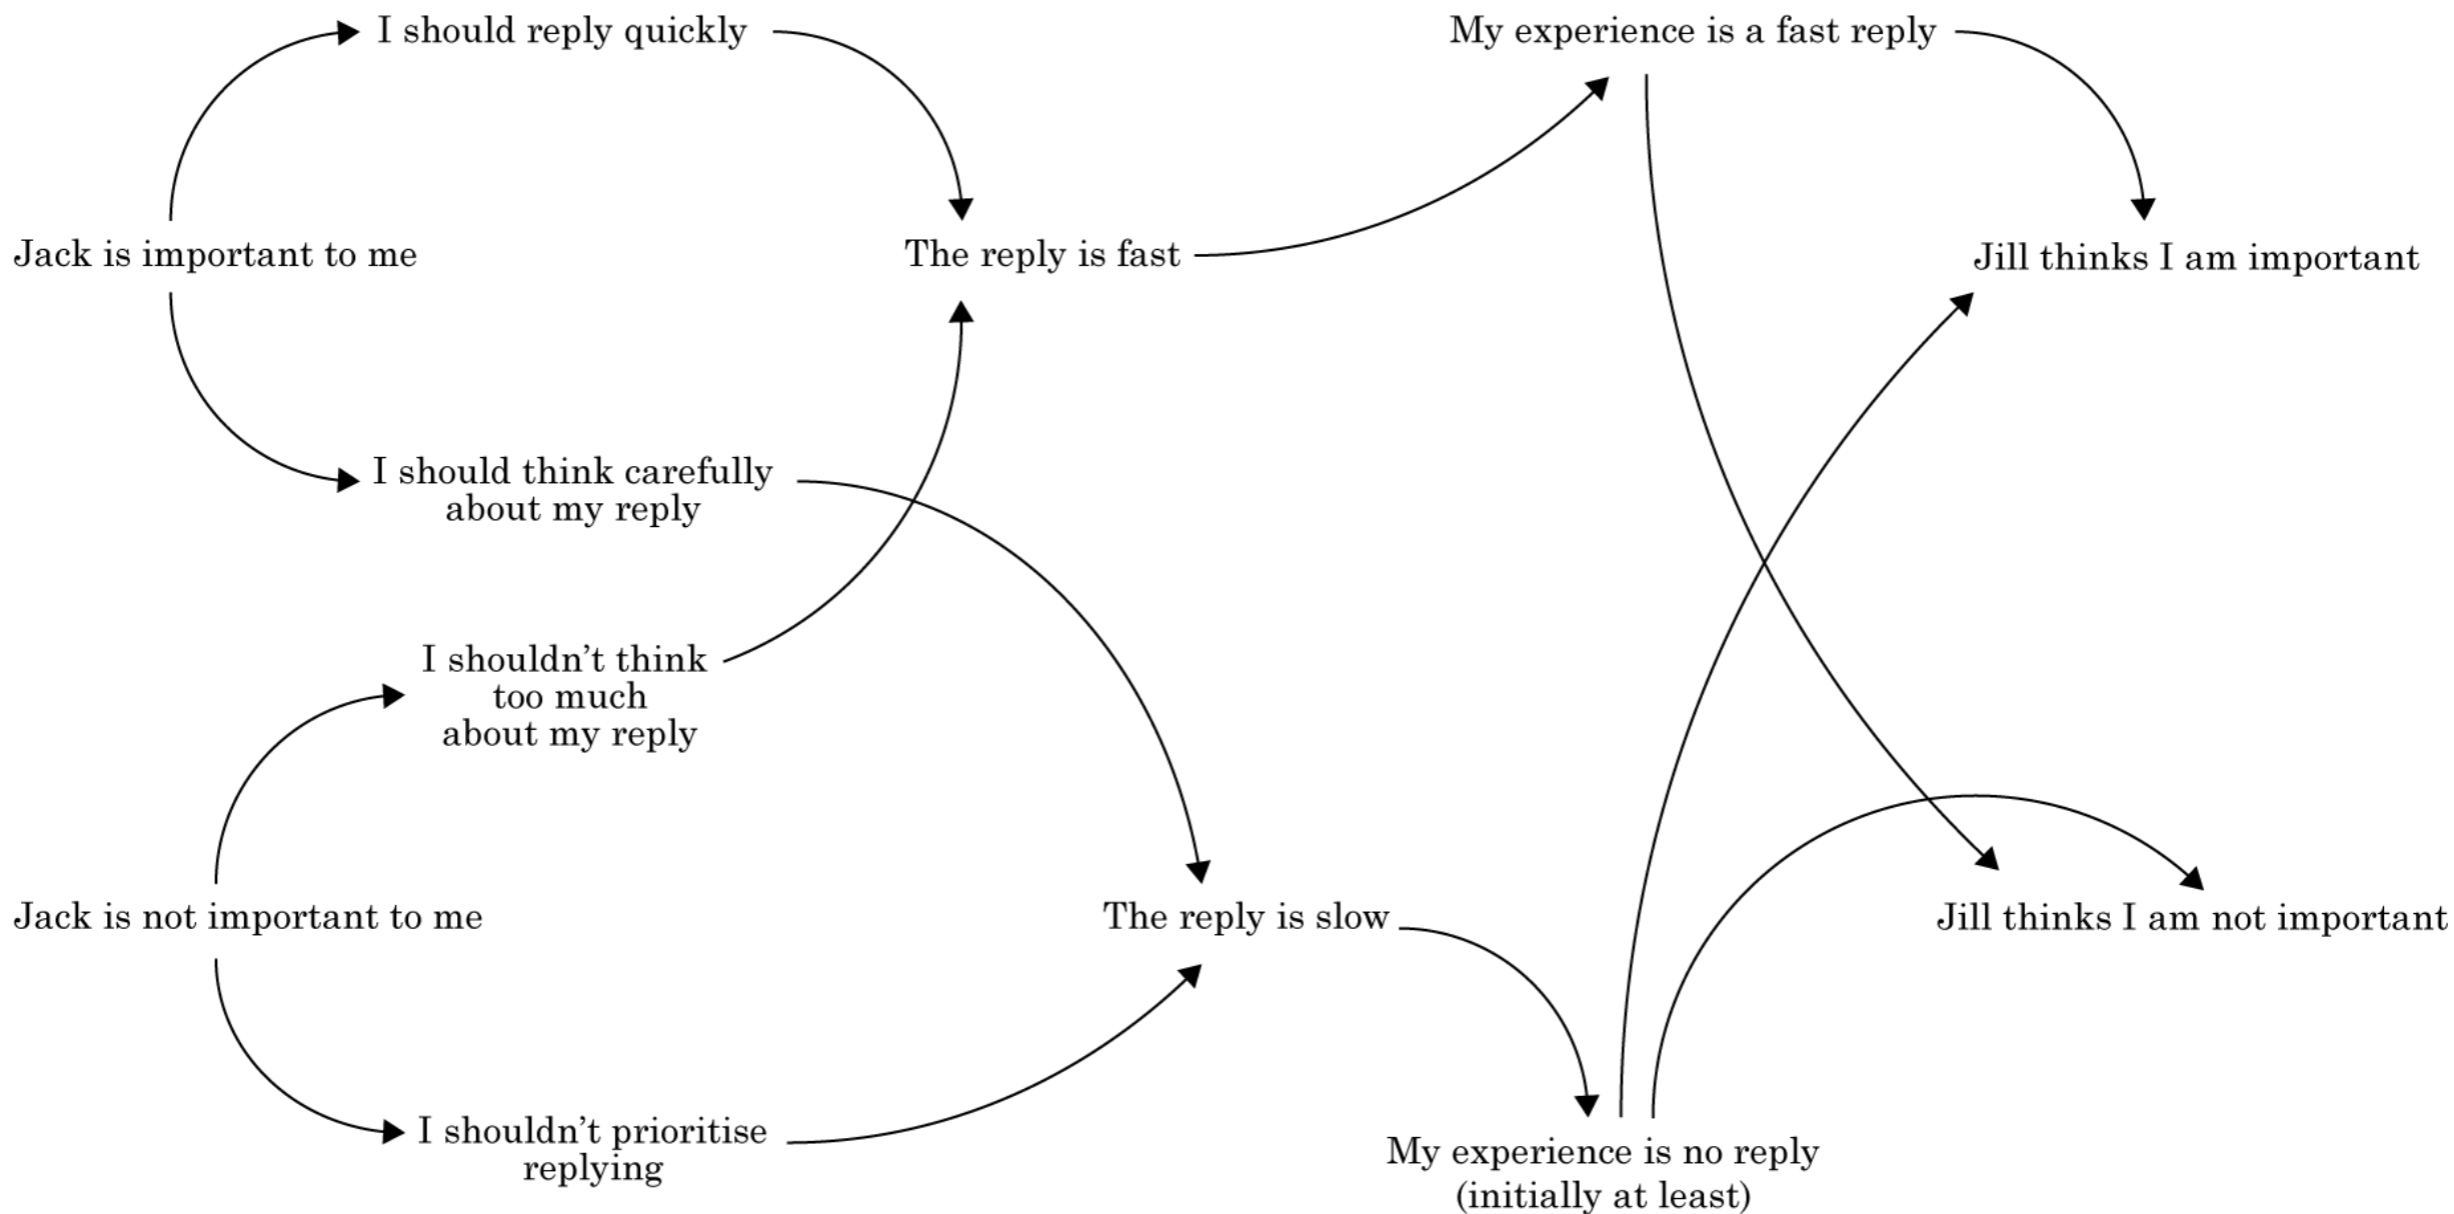 I should reply quickly
My experience is a fast reply
Jack is important to me
The reply is fast
Jill thinks I am important
I should think carefully
about my reply
I shouldn’t think
too much
about my reply
Jack is not important to me
The reply is slow
Jill thinks I am not important
I shouldn’t prioritise
replying
My experience is no reply
(initially at least)